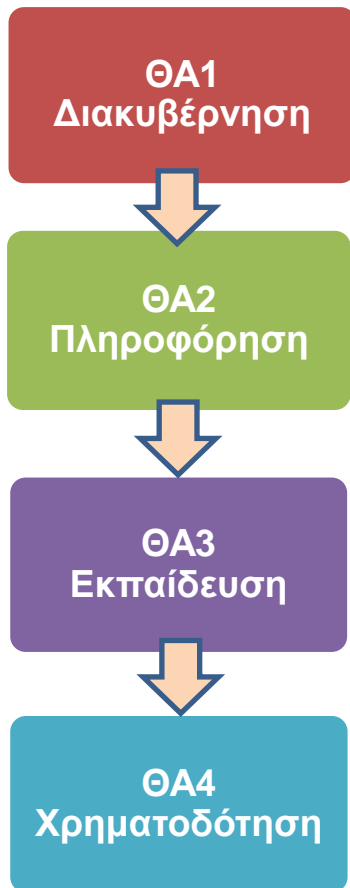 ΘΑ1
Διακυβέρνηση
ΘΑ2
Πληροφόρηση
ΘΑ3
Εκπαίδευση
ΘΑ4
Χρηματοδότηση